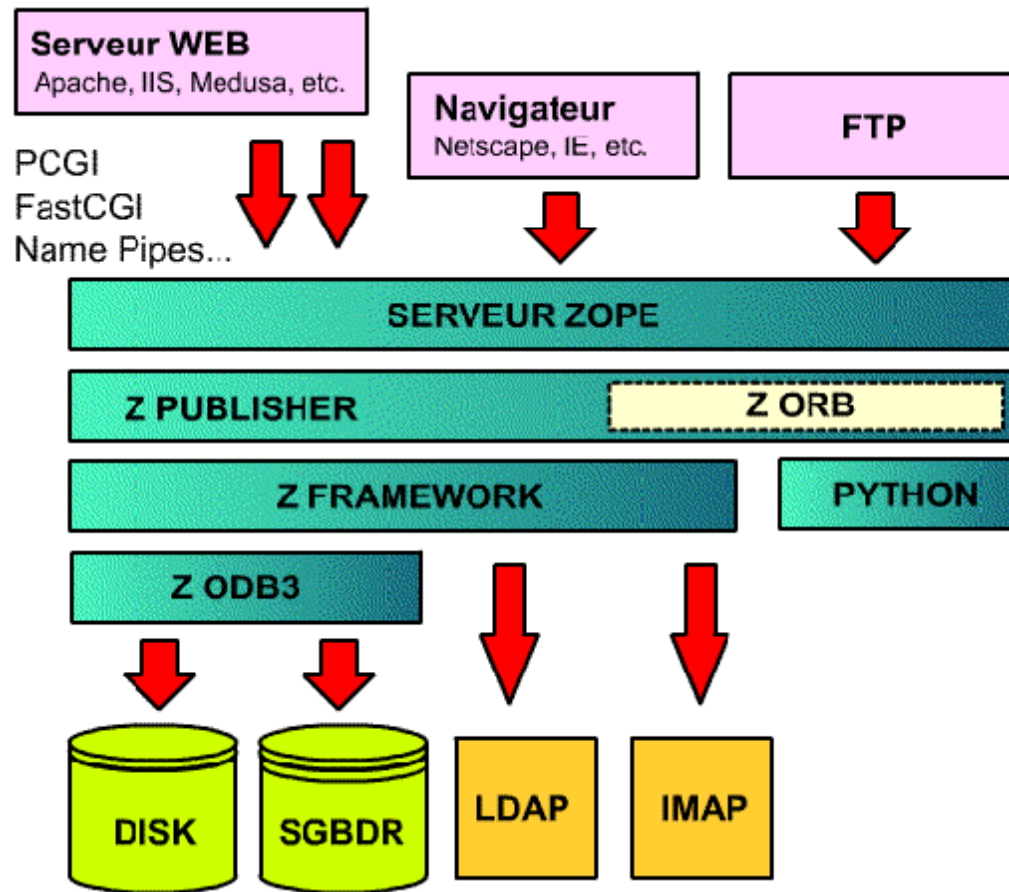 Serveur WEB
Apache, IIS, Medusa, etc.
Navigateur
Netscape, IE, etc.
FTP
PCGI
FastCGI
Name Pipes...
SERVEUR ZOPE
Z PUBLISHER
Z ORB
Z FRAMEWORK
PYTHON
Z ODB3
DISK
SGBDR
LDAP
IMAP